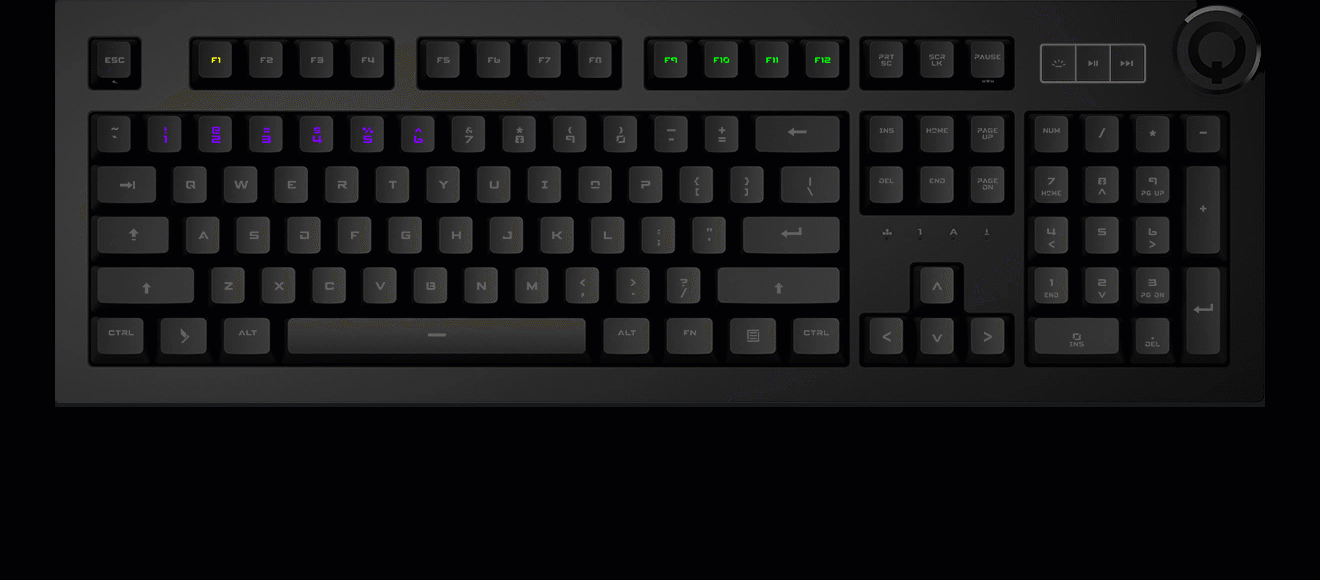 ESC F1 F2 F3 F4 F5 F6 F7 F8 F9 F10 F11 F12 PRT SC SCR LK PAUSE
~ ` ! 1 @ 2 # 3 $ 4 % 5 ^ 6 & 7 * 8 ( 9 ) 0 _ - + = INS HOME PAGE UP NUM / * -
Q W E R T Y U I O P { [ } ] | \ DEL END PAGE DN 7 HOME 8 ᐱ 9 PG UP +
A S D F G H J K L : ; " ' 1 A 4 < 5 6 >
Z X C V B N M < , > . ? / ᐱ 1 END 2 V 3 PG DN
CTRL ALT ALT FN CTRL < V > 0 INS . DEL